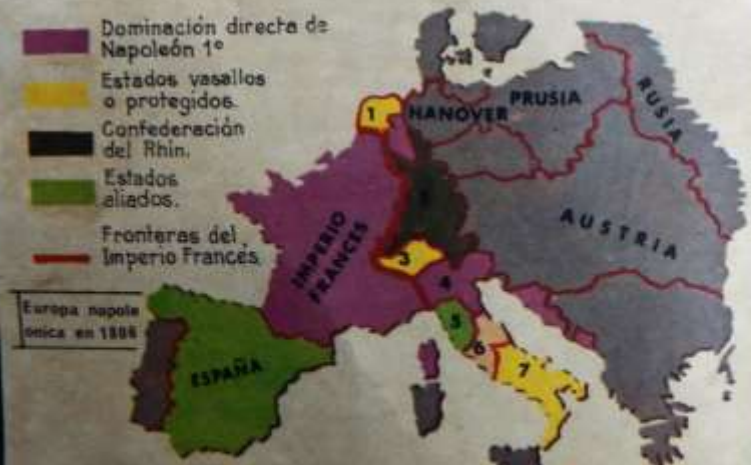 Dominación directa de
Napoleón 1º
Estados vasallos
o protegidos.
Confederación
del Rhin.
Estados
aliados.
Fronteras del
Imperio Francés.
Europa napole
onica en 1806
1
HANOVER
PRUSIA
RUSIA
IMPERIO
FRANCES
3
AUSTRIA
4
5
6
7
ESPAÑA